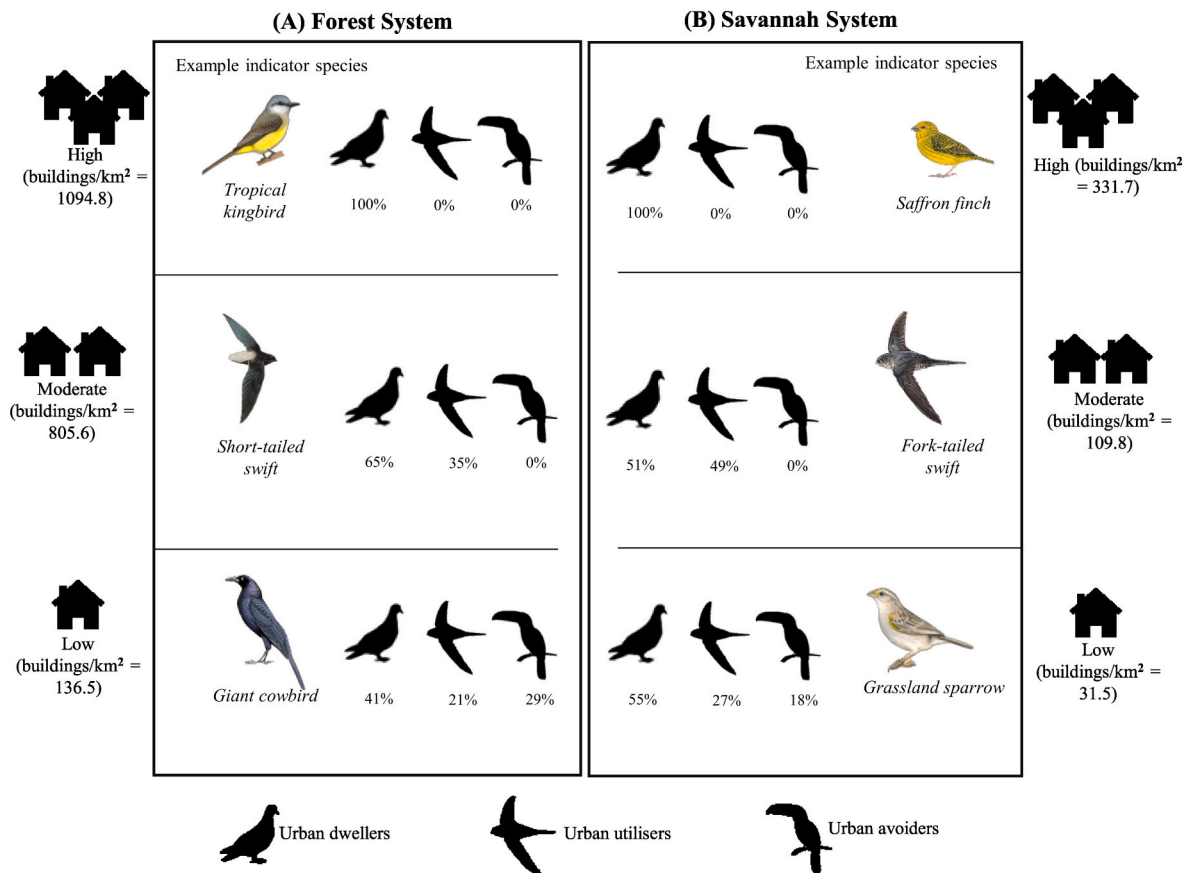 (A) Forest System
(B) Savannah System
Example indicator species
Example indicator species
High
(buildings/km² =
1094.8)
Tropical
kingbird
100%
0%
0%
100%
0%
0%
Saffron finch
High (buildings/km²
= 331.7)
Moderate
(buildings/km² =
805.6)
Short-tailed
swift
65%
35%
0%
51%
49%
0%
Fork-tailed
swift
Moderate
(buildings/km² =
109.8)
Low
(buildings/km² =
136.5)
Giant cowbird
41%
21%
29%
55%
27%
18%
Grassland sparrow
Low
(buildings/km² =
31.5)
Urban dwellers
Urban utilisers
Urban avoiders